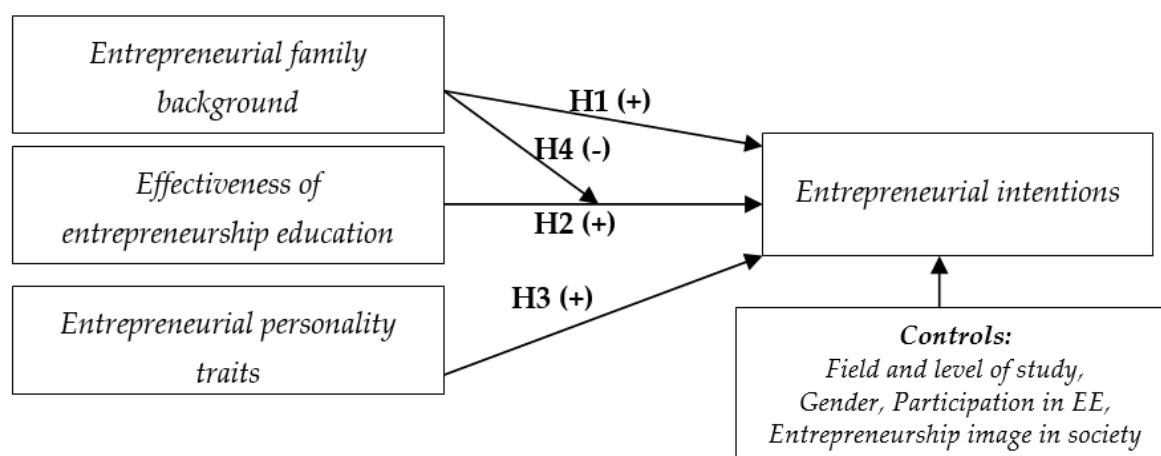 Entrepreneurial family
background
H1 (+)
H4 (-)
Effectiveness of
entrepreneurship education
H2 (+)
Entrepreneurial intentions
Entrepreneurial personality
traits
H3 (+)
Controls:
Field and level of study,
Gender, Participation in EE,
Entrepreneurship image in society